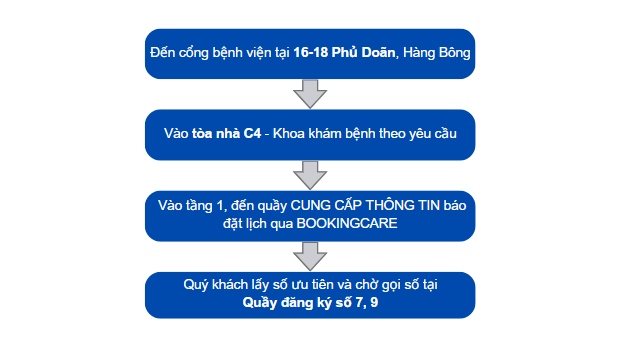 Đến cổng bệnh viện tại 16-18 Phủ Doãn, Hàng Bông
Vào tòa nhà C4 - Khoa khám bệnh theo yêu cầu
Vào tầng 1, đến quầy CUNG CẤP THÔNG TIN báo
đặt lịch qua BOOKINGCARE
Quý khách lấy số ưu tiên và chờ gọi số tại
Quầy đăng ký số 7, 9